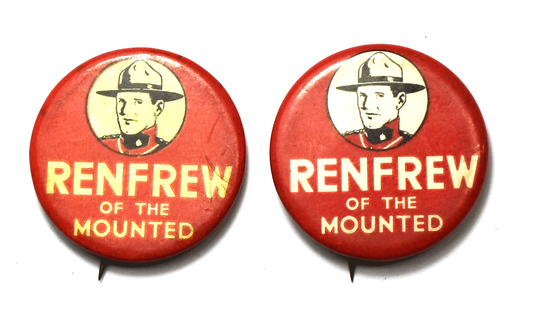 RENFREW
OF THE
MOUNTED
RENFREW
OF THE
MOUNTED